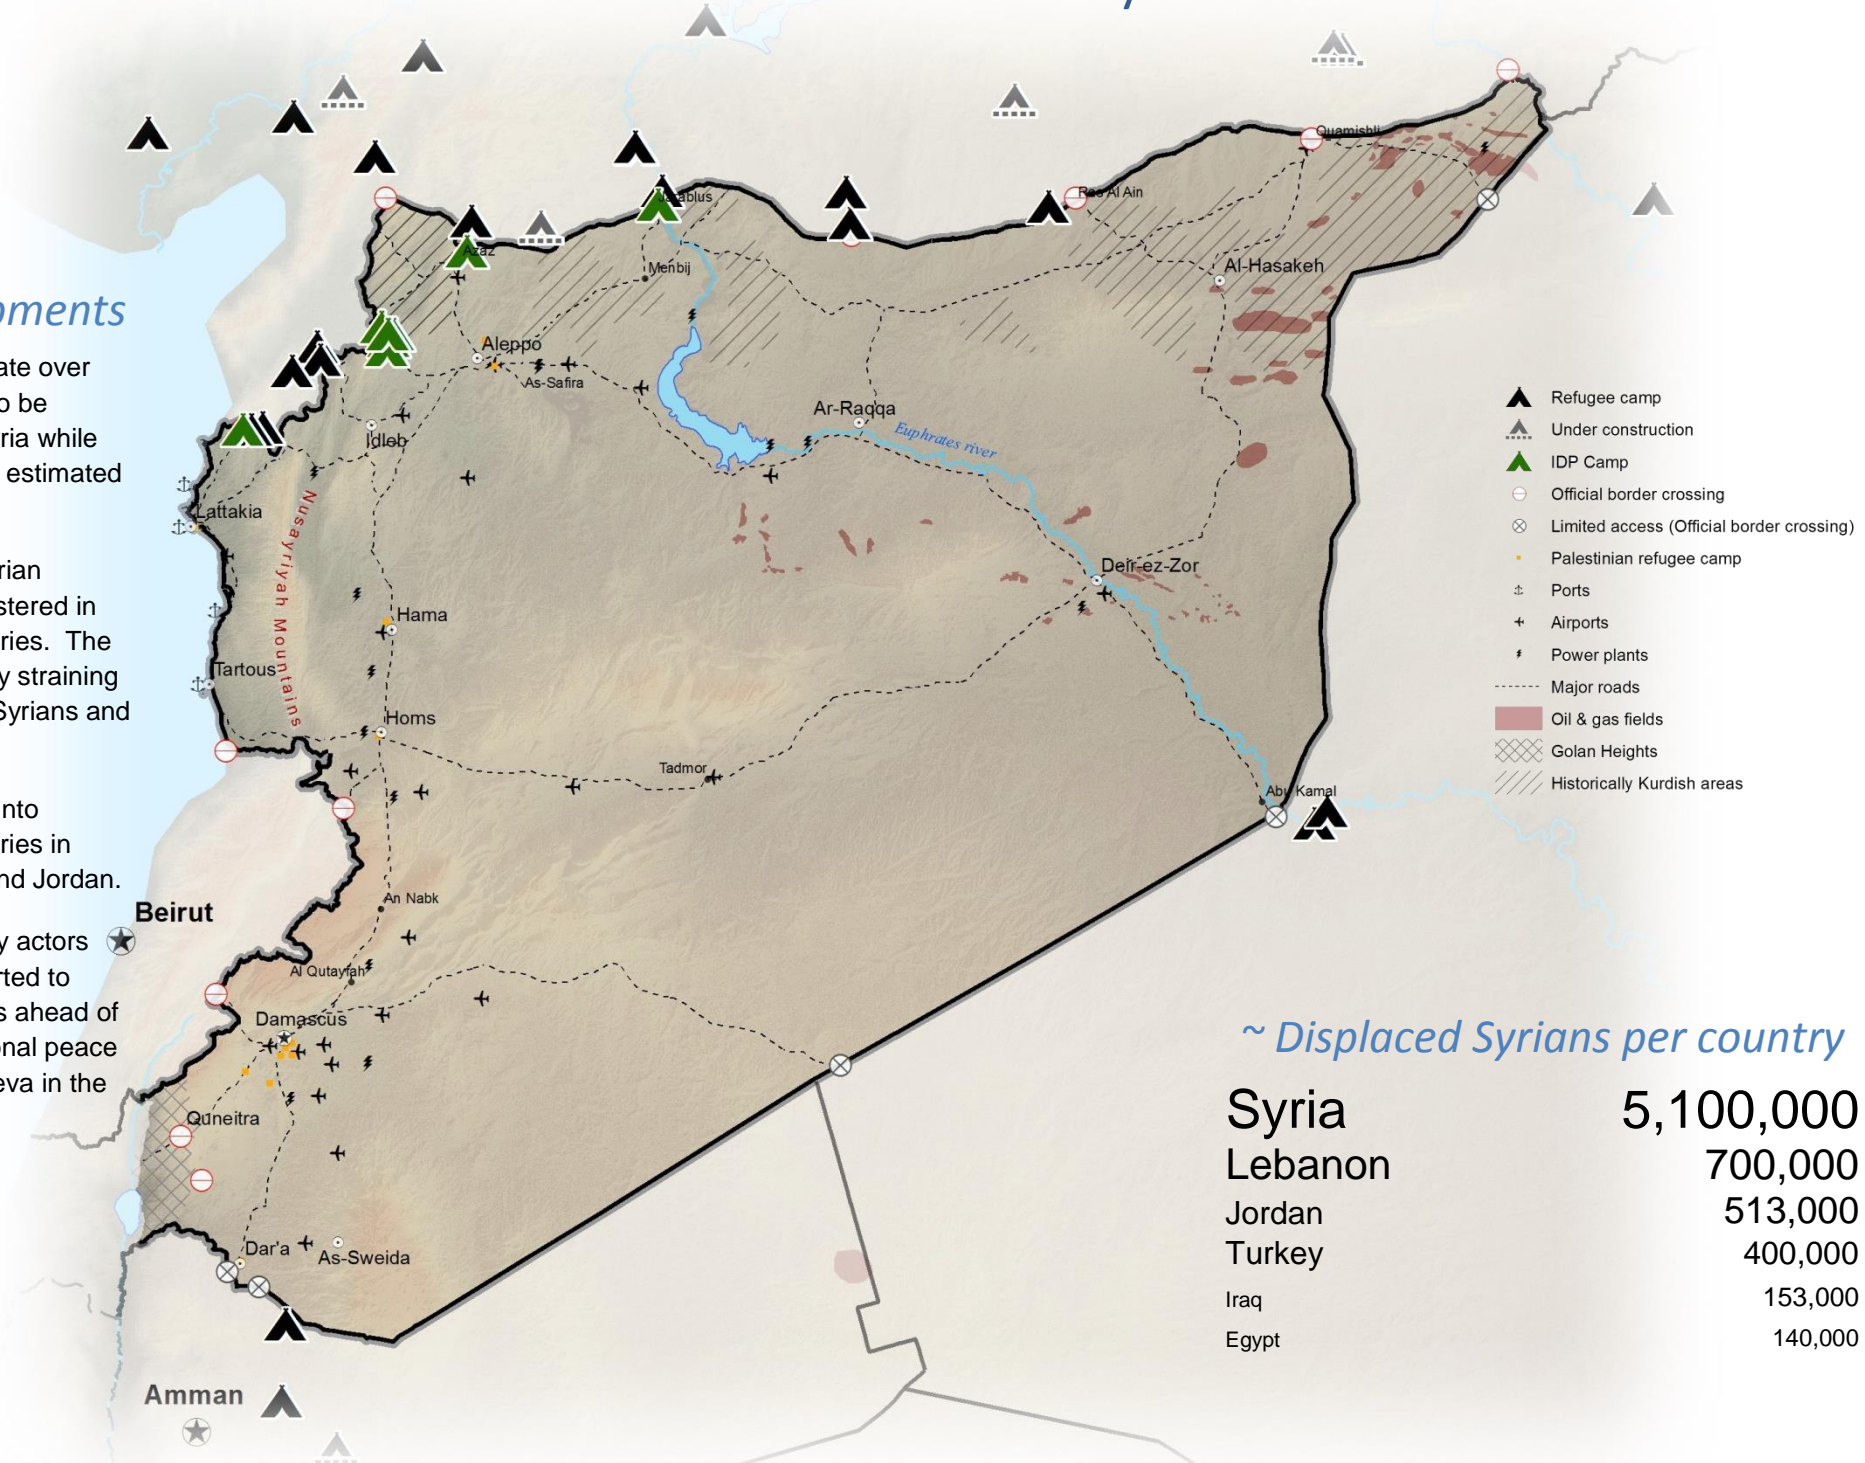 pments
ate over
o be
ria while
estimated
rian
stered in
ries. The
y straining
Syrians and
nto
ries in
nd Jordan.
y actors
rted to
s ahead of
onal peace
eva in the
Quamishli
Ras Al Ain
Jarablus
Azaz
Menbij
Al-Hasakeh
Aleppo
As-Safira
Ar-Raqqa
Euphrates river
Idleb
Lattakia
Nusayriyah Mountains
Deir-ez-Zor
Hama
Tartous
Homs
Tadmor
Abu Kamal
An Nabk
Beirut
Al Qutayfah
Damascus
Quneitra
Dar'a
As-Sweida
Amman
Refugee camp
Under construction
IDP Camp
Official border crossing
Limited access (Official border crossing)
Palestinian refugee camp
Ports
Airports
Power plants
Major roads
Oil & gas fields
Golan Heights
Historically Kurdish areas
~ Displaced Syrians per country
Syria 5,100,000
Lebanon 700,000
Jordan 513,000
Turkey 400,000
Iraq 153,000
Egypt 140,000